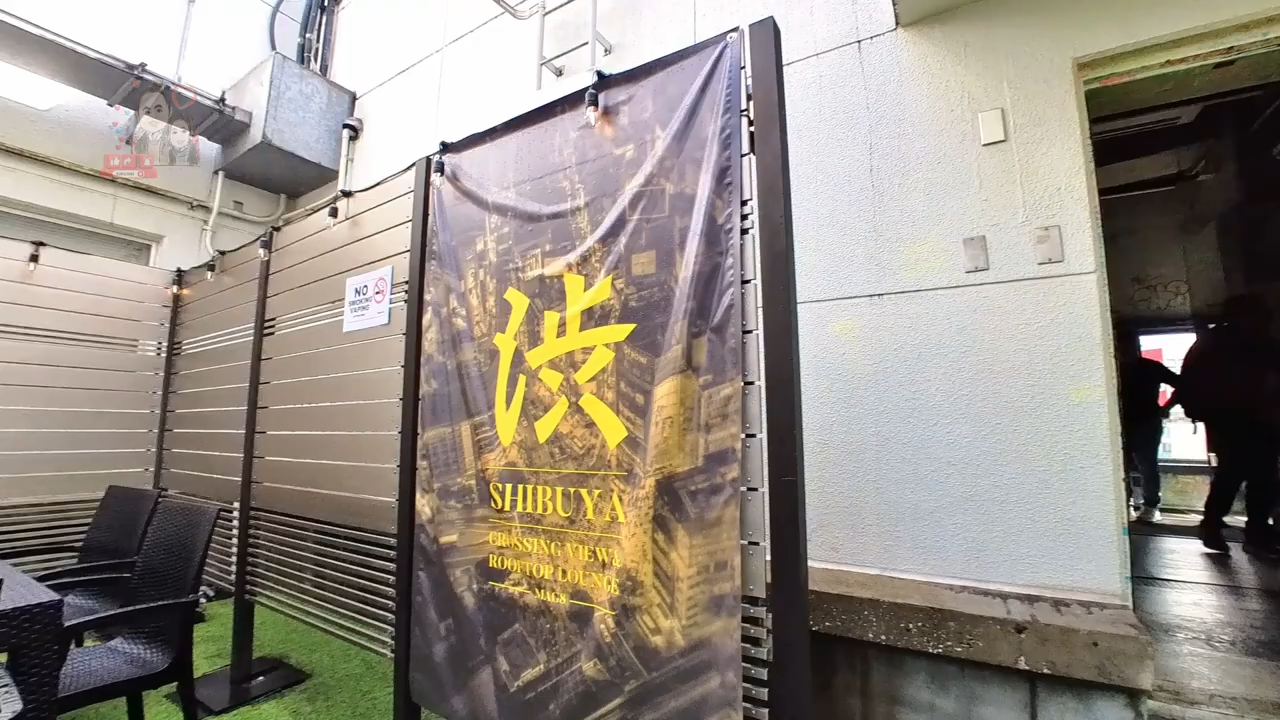 NO
SMOKING
VAPING
渋
SHIBUYA
CROSSING VIEW&
ROOFTOP LOUNGE
MAG8